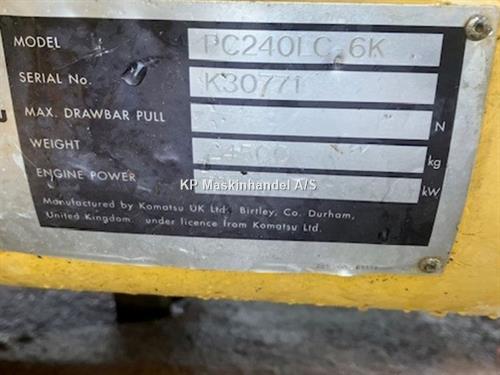 MODEL PC240LC-6K
SERIAL No. K30771
MAX. DRAWBAR PULL N
WEIGHT kg
KP Maskinhandel A/S
ENGINE POWER kW
Manufactured by Komatsu UK Ltd., Birtley, Co. Durham,
United Kingdom under licence from Komatsu Ltd.